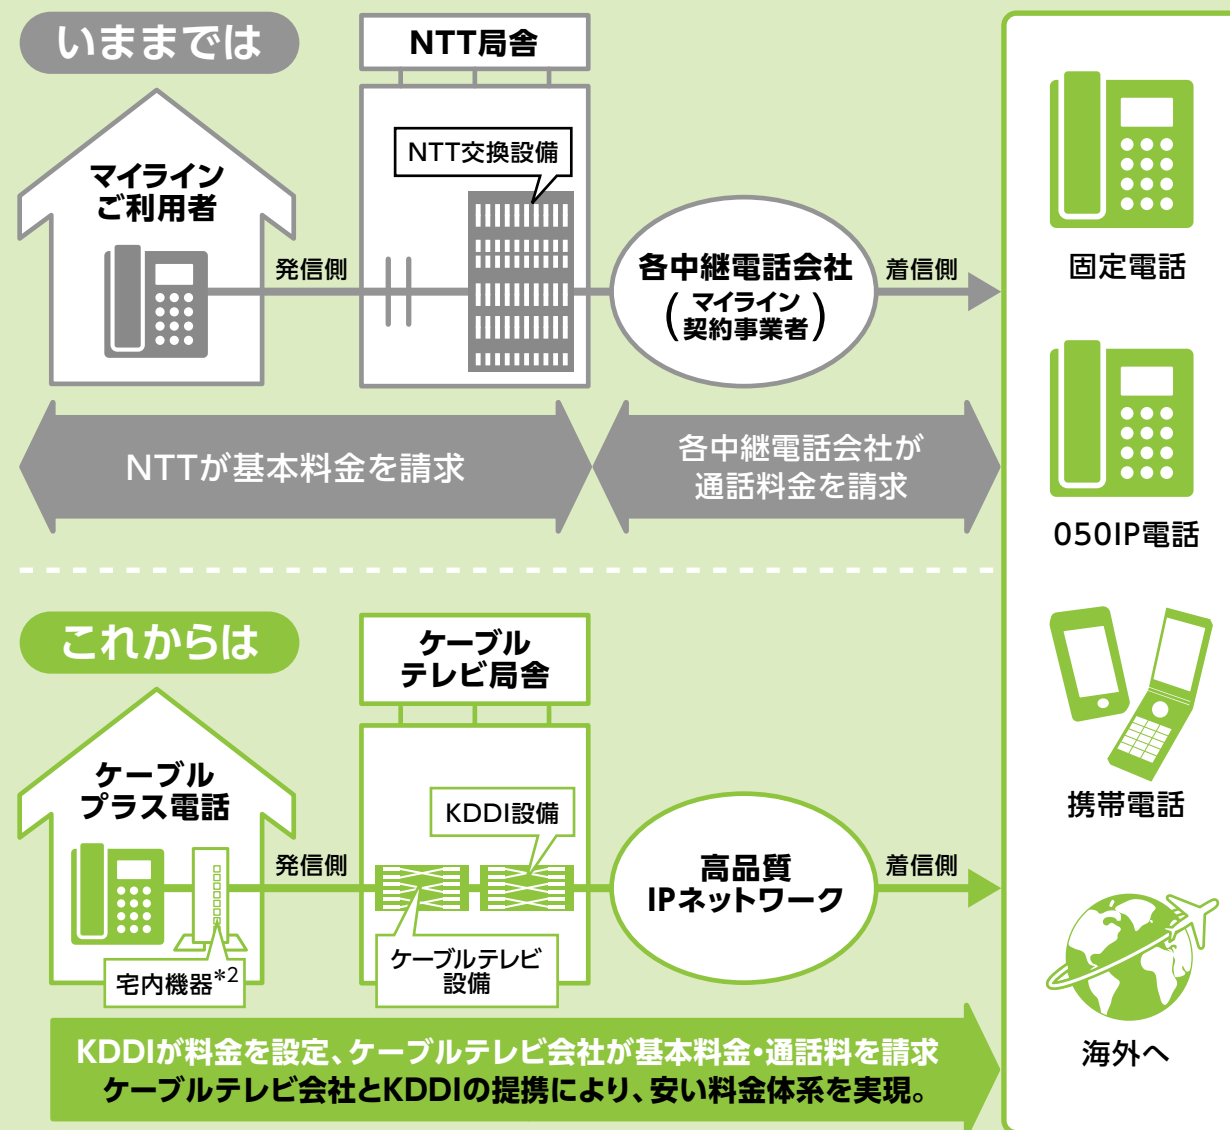 いままでは
NTT局舎
NTT交換設備
マイライン
ご利用者
発信側
各中継電話会社
(マイライン
契約事業者)
着信側
NTTが基本料金を請求
各中継電話会社が
通話料金を請求
これからは
ケーブル
テレビ局舎
ケーブル
プラス電話
KDDI設備
発信側
高品質
IPネットワーク
着信側
宅内機器*2
ケーブルテレビ
設備
KDDIが料金を設定、ケーブルテレビ会社が基本料金・通話料を請求
ケーブルテレビ会社とKDDIの提携により、安い料金体系を実現。
固定電話
050IP電話
携帯電話
海外へ